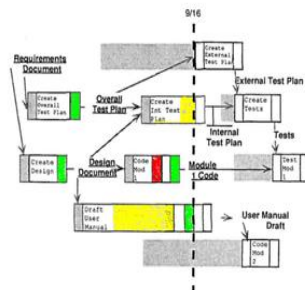 9/16
Requirements
Document
Create
External
Test Plan
Create
Overall
Test Plan
Overall
Test Plan
Create
Int Test
Plan
External Test Plan
Create
Tests
Internal
Test Plan
Tests
Create
Design
Design
Document
Code
Mod
1
Module
1 Code
Test
Mod
1
Draft
User
Manual
User Manual
Draft
Code
Mod
2